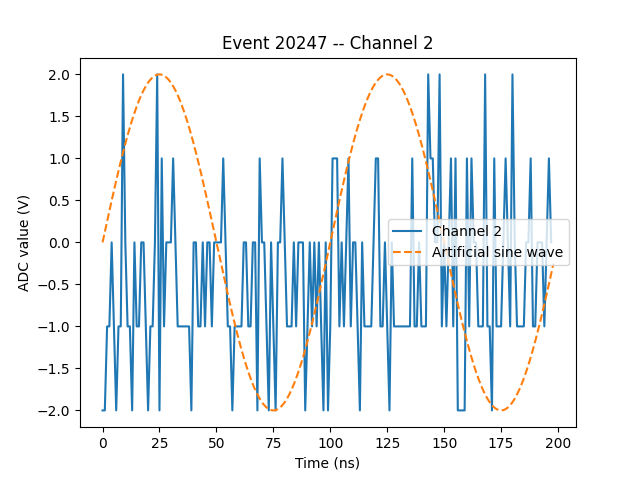 Event 20247 -- Channel 2
ADC value (V)
2.0
1.5
1.0
0.5
0.0
−0.5
−1.0
−1.5
−2.0
Channel 2
Artificial sine wave
0 25 50 75 100 125 150 175 200
Time (ns)